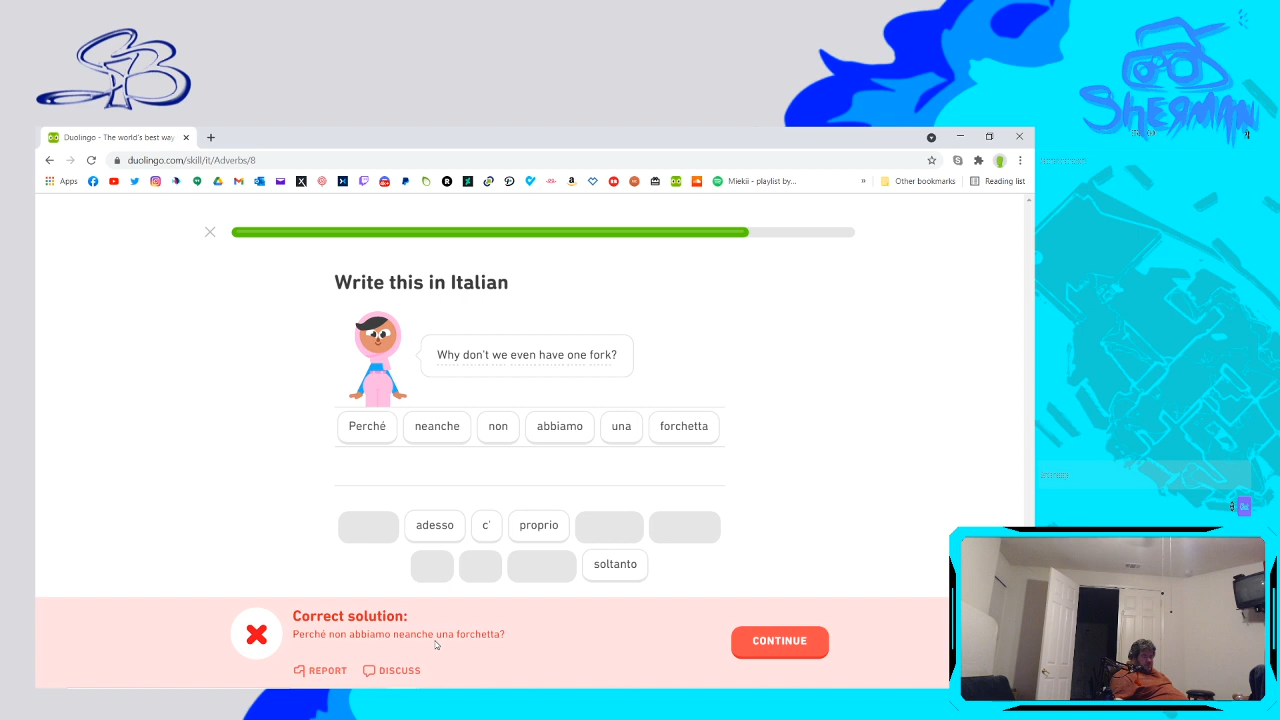 SB
SHERMAN
Duolingo - The world's best way
duolingo.com/skill/it/Adverbs/8
Apps
Miekii - playlist by...
»
Other bookmarks
Reading list
Write this in Italian
Why don't we even have one fork?
Perché neanche non abbiamo una forchetta
adesso c' proprio
soltanto
Correct solution:
Perché non abbiamo neanche una forchetta?
REPORT DISCUSS
CONTINUE